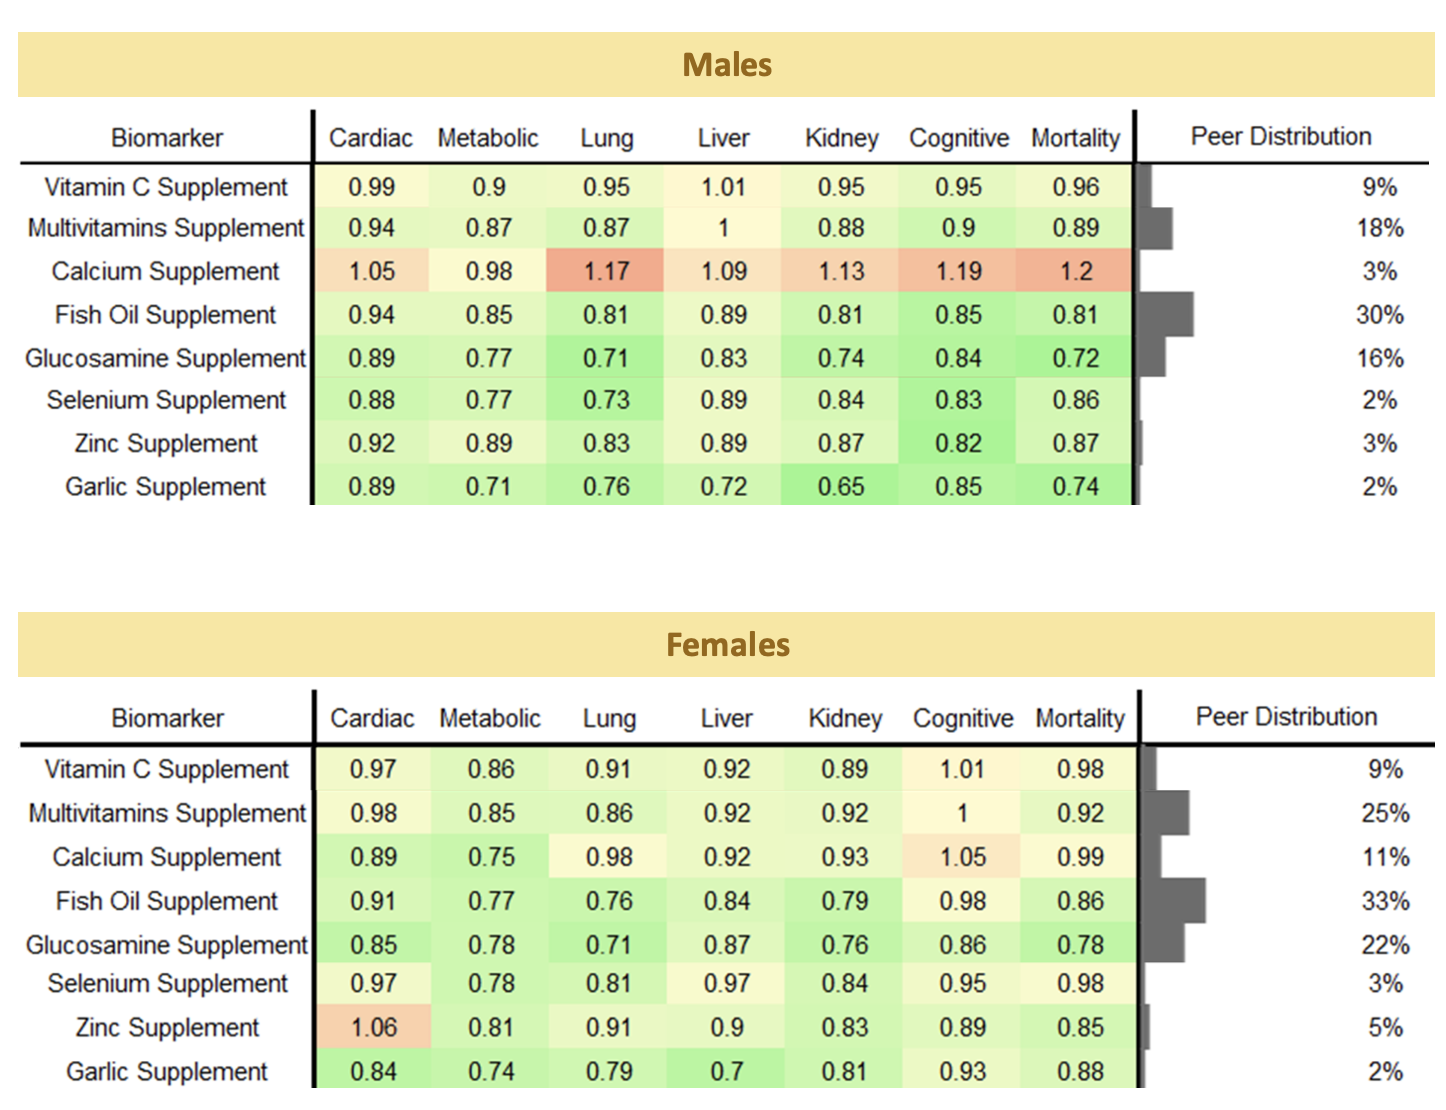 Males
Biomarker Cardiac Metabolic Lung Liver Kidney Cognitive Mortality Peer Distribution
Vitamin C Supplement 0.99 0.9 0.95 1.01 0.95 0.95 0.96 9%
Multivitamins Supplement 0.94 0.87 0.87 1 0.88 0.9 0.89 18%
Calcium Supplement 1.05 0.98 1.17 1.09 1.13 1.19 1.2 3%
Fish Oil Supplement 0.94 0.85 0.81 0.89 0.81 0.85 0.81 30%
Glucosamine Supplement 0.89 0.77 0.71 0.83 0.74 0.84 0.72 16%
Selenium Supplement 0.88 0.77 0.73 0.89 0.84 0.83 0.86 2%
Zinc Supplement 0.92 0.89 0.83 0.89 0.87 0.82 0.87 3%
Garlic Supplement 0.89 0.71 0.76 0.72 0.65 0.85 0.74 2%
Females
Biomarker Cardiac Metabolic Lung Liver Kidney Cognitive Mortality Peer Distribution
Vitamin C Supplement 0.97 0.86 0.91 0.92 0.89 1.01 0.98 9%
Multivitamins Supplement 0.98 0.85 0.86 0.92 0.92 1 0.92 25%
Calcium Supplement 0.89 0.75 0.98 0.92 0.93 1.05 0.99 11%
Fish Oil Supplement 0.91 0.77 0.76 0.84 0.79 0.98 0.86 33%
Glucosamine Supplement 0.85 0.78 0.71 0.87 0.76 0.86 0.78 22%
Selenium Supplement 0.97 0.78 0.81 0.97 0.84 0.95 0.98 3%
Zinc Supplement 1.06 0.81 0.91 0.9 0.83 0.89 0.85 5%
Garlic Supplement 0.84 0.74 0.79 0.7 0.81 0.93 0.88 2%